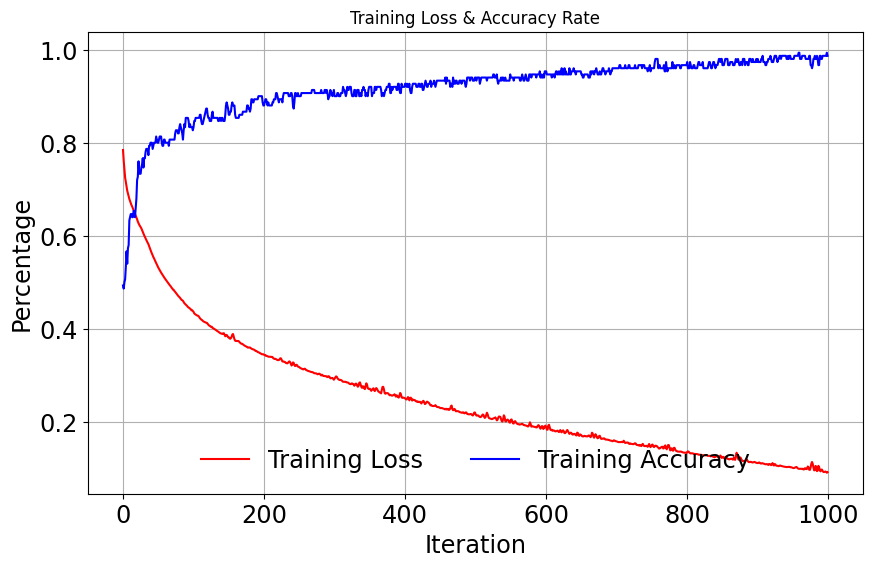 Training Loss & Accuracy Rate
1.0
0.8
0.6
0.4
0.2
Percentage
Training Loss
Training Accuracy
0
200
400
600
800
1000
Iteration